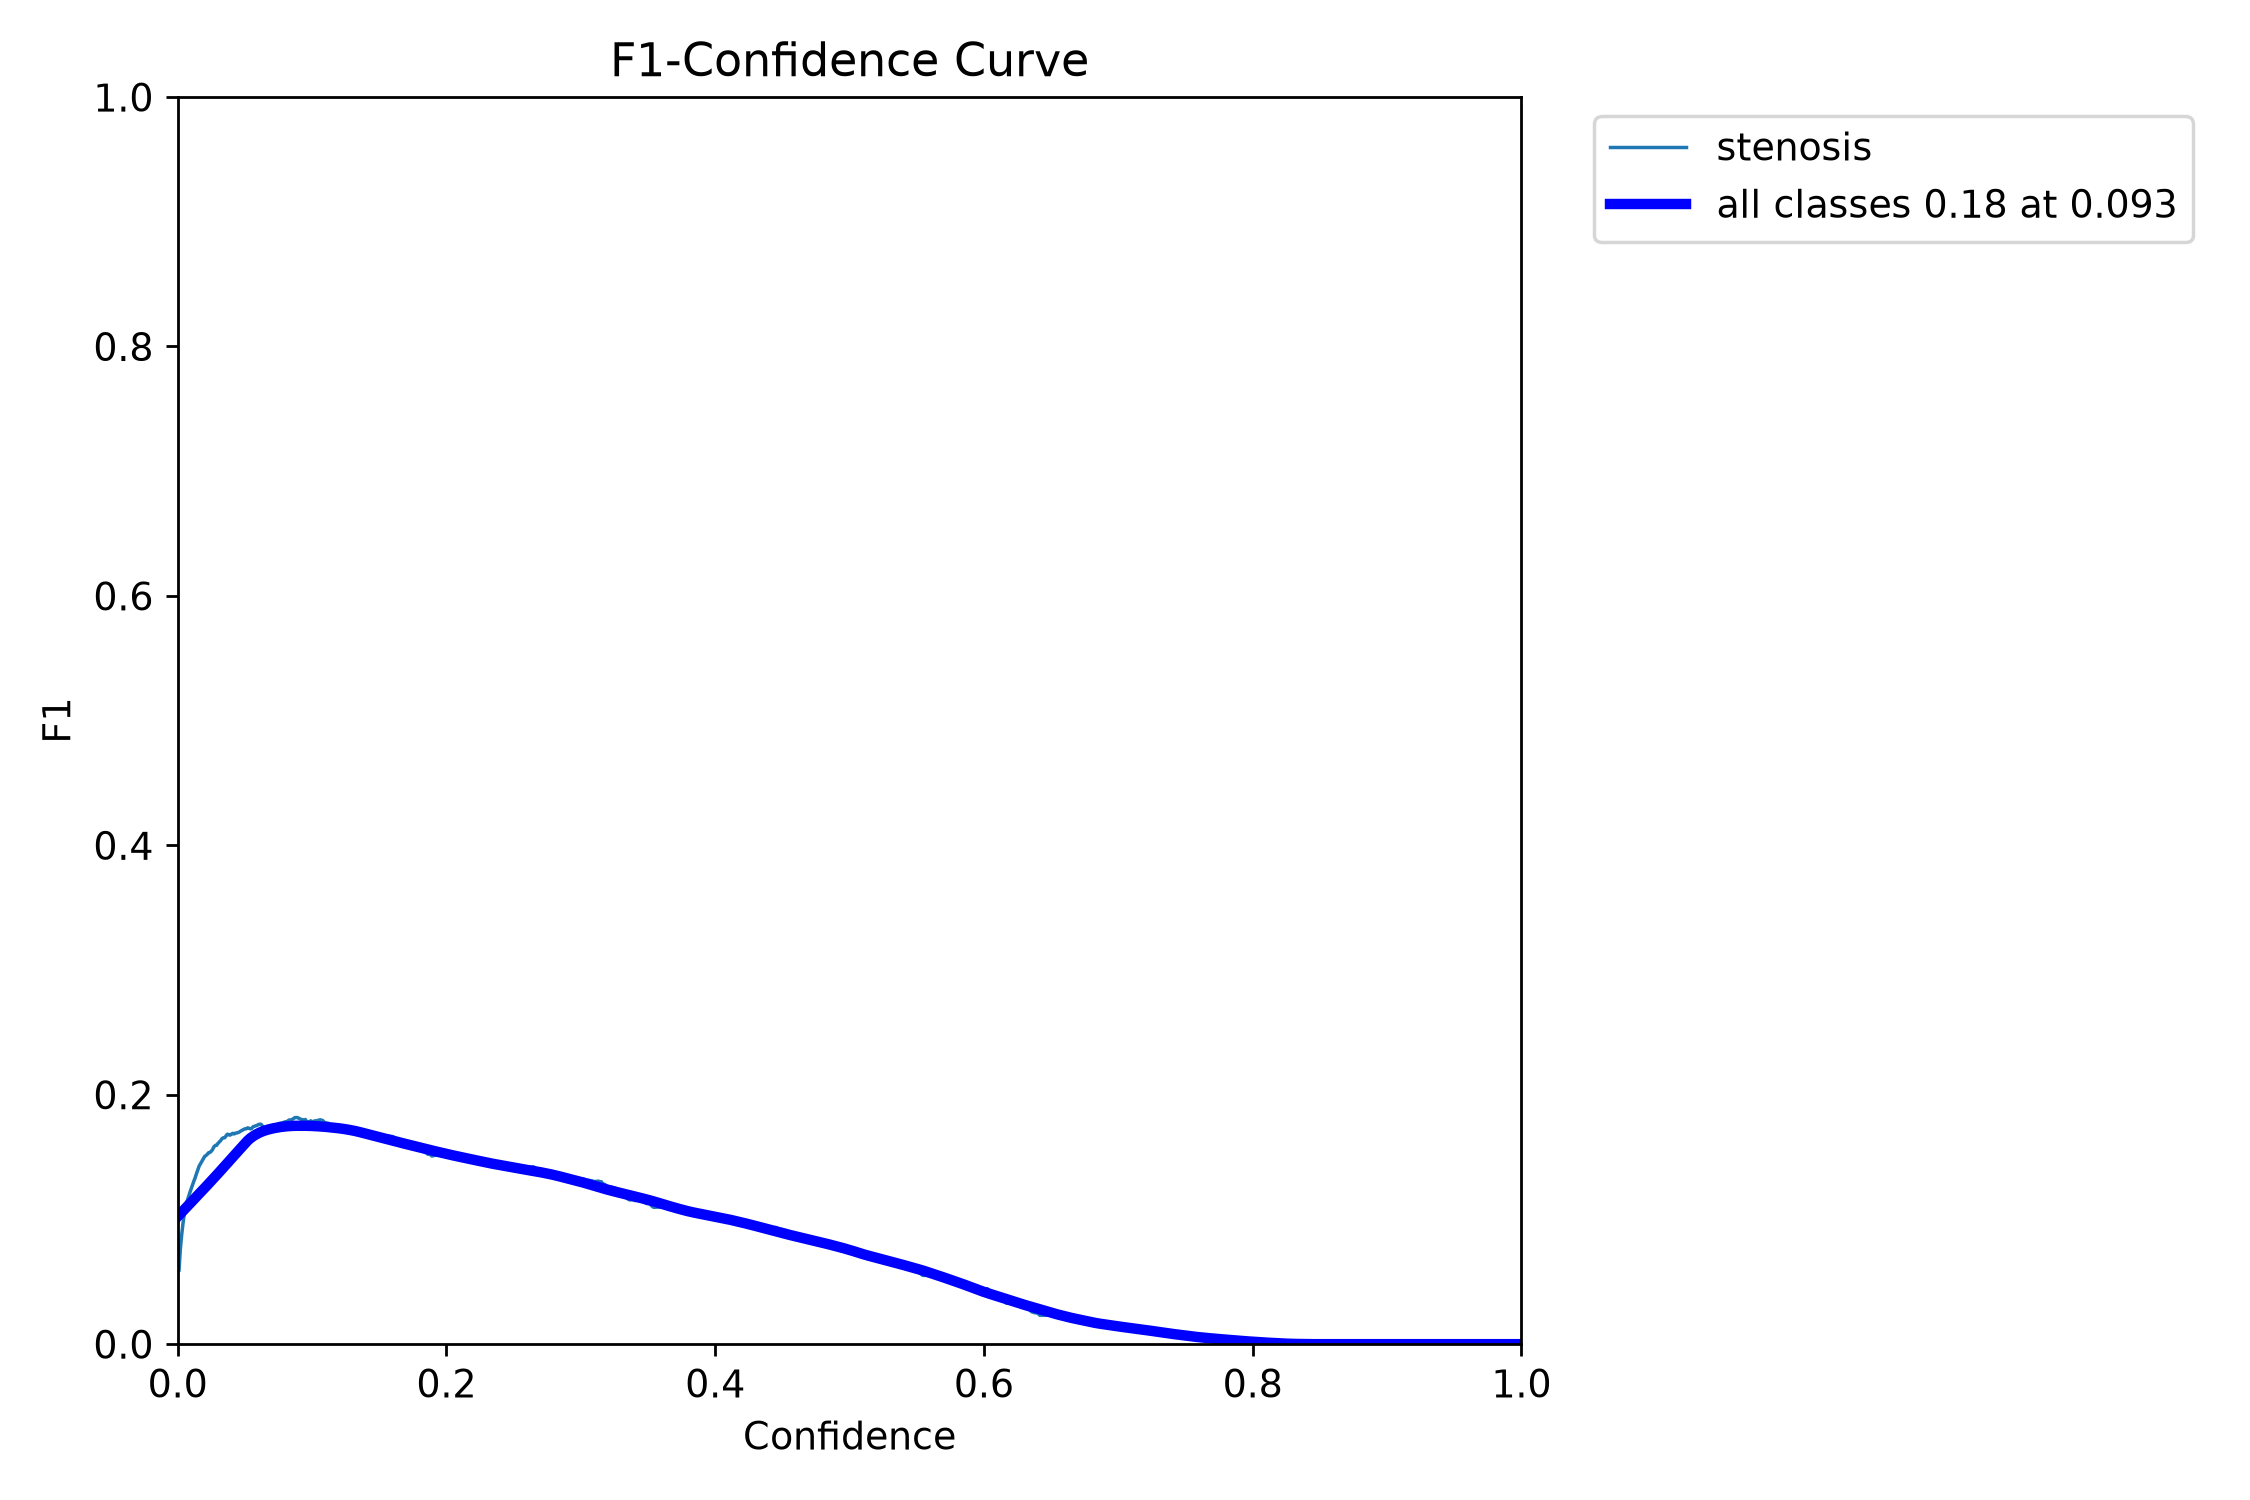 F1-Confidence Curve
stenosis
all classes 0.18 at 0.093
F1
1.0
0.8
0.6
0.4
0.2
0.0
0.0 0.2 0.4 0.6 0.8 1.0
Confidence